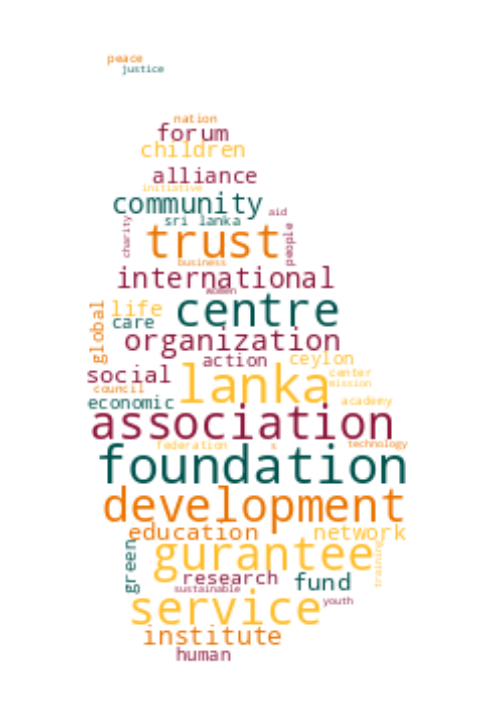 peace
justice
nation
forum
children
alliance
initiative
community
aid
sri lanka
charity
trust
people
business
international
women
global
life
centre
care
organization
action
ceylon
social
center
lanka
mission
council
economic
academy
association
federation
s
technology
foundation
development
education
network
gurantee
green
training
research
fund
sustainable
service
youth
institute
human